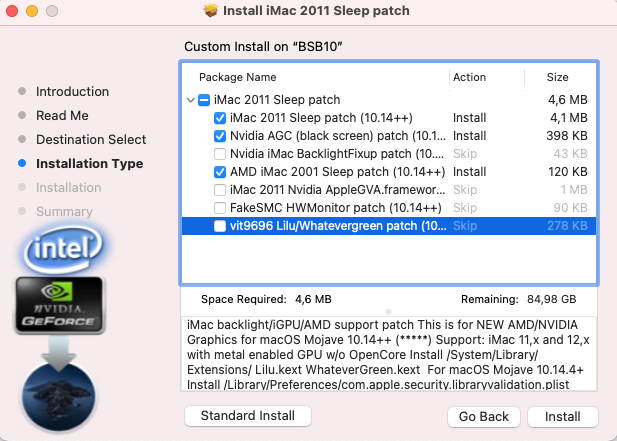 Install iMac 2011 Sleep patch
Custom Install on “BSB10”
Introduction
Read Me
Destination Select
Installation Type
Installation
Summary
Package Name Action Size
iMac 2011 Sleep patch 4,6 MB
iMac 2011 Sleep patch (10.14++) Install 4,1 MB
Nvidia AGC (black screen) patch (10.1... Install 398 KB
Nvidia iMac BacklightFixup patch (10.... Skip 43 KB
AMD iMac 2001 Sleep patch (10.14++) Install 120 KB
iMac 2011 Nvidia AppleGVA.framewor... Skip 1 MB
FakeSMC HWMonitor patch (10.14++) Skip 90 KB
vit9696 Lilu/Whatevergreen patch (10... Skip 278 KB
Space Required: 4,6 MB Remaining: 84,98 GB
iMac backlight/iGPU/AMD support patch This is for NEW AMD/NVIDIA
Graphics for macOS Mojave 10.14++ (*****) Support: iMac 11,x and 12,x
with metal enabled GPU w/o OpenCore Install /System/Library/
Extensions/ Lilu.kext WhateverGreen.kext For macOS Mojave 10.14.4+
Install /Library/Preferences/com.apple.security.libraryvalidation.plist
intel
NVIDIA
GEFORCE
Standard Install Go Back Install